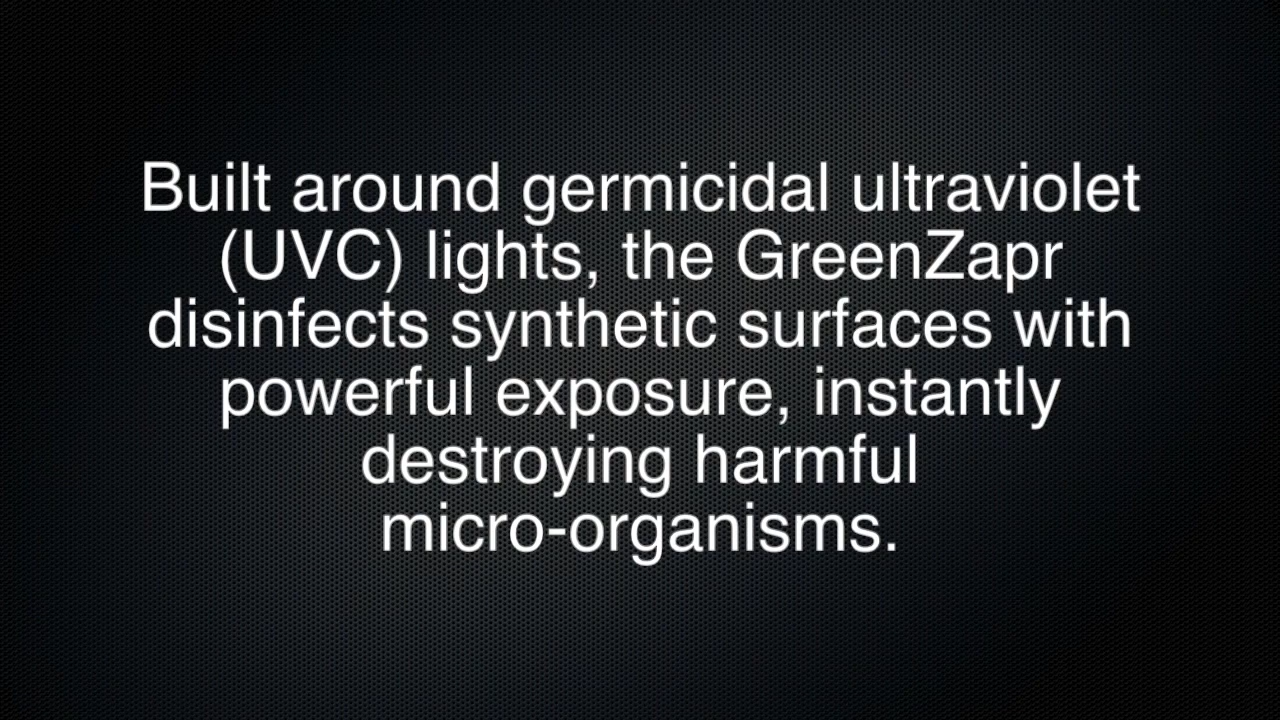 Built around germicidal ultraviolet
(UVC) lights, the GreenZapr
disinfects synthetic surfaces with
powerful exposure, instantly
destroying harmful
micro-organisms.